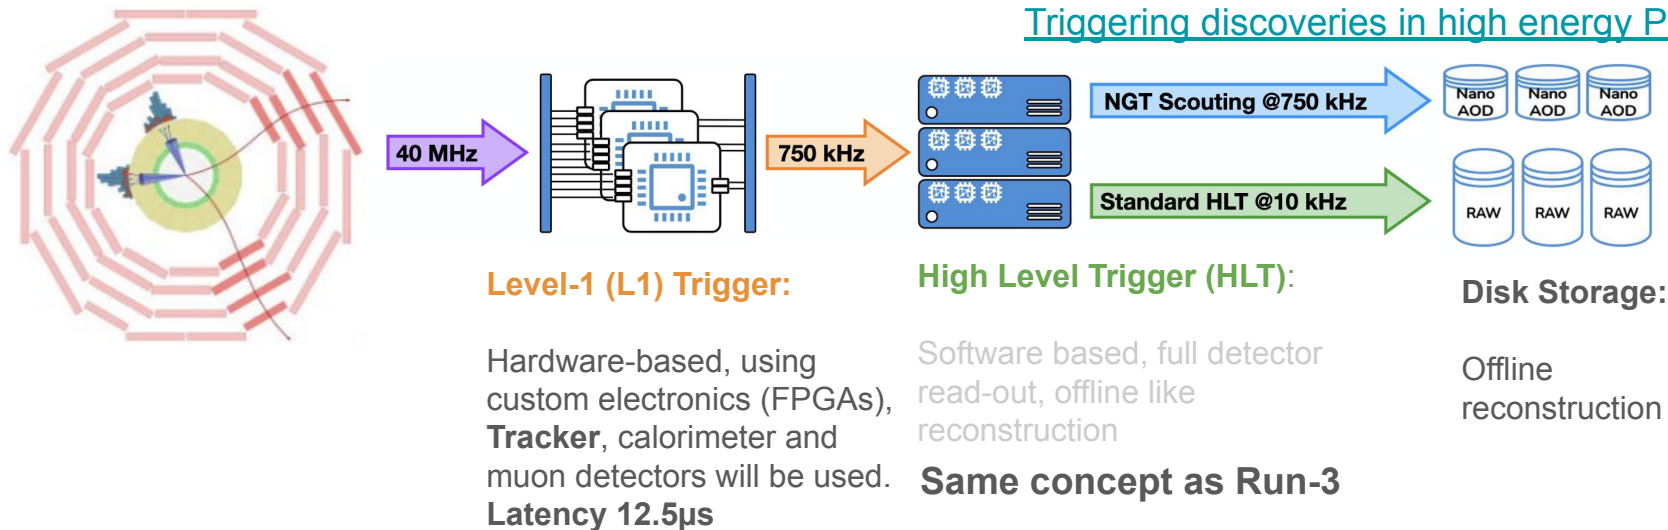 Triggering discoveries in high energy P
40 MHz
750 kHz
NGT Scouting @750 kHz
Standard HLT @10 kHz
Nano
AOD
Nano
AOD
Nano
AOD
RAW
RAW
RAW
Level-1 (L1) Trigger:
Hardware-based, using
custom electronics (FPGAs),
Tracker, calorimeter and
muon detectors will be used.
Latency 12.5μs
High Level Trigger (HLT):
Software based, full detector
read-out, offline like
reconstruction
Same concept as Run-3
Disk Storage:
Offline
reconstruction